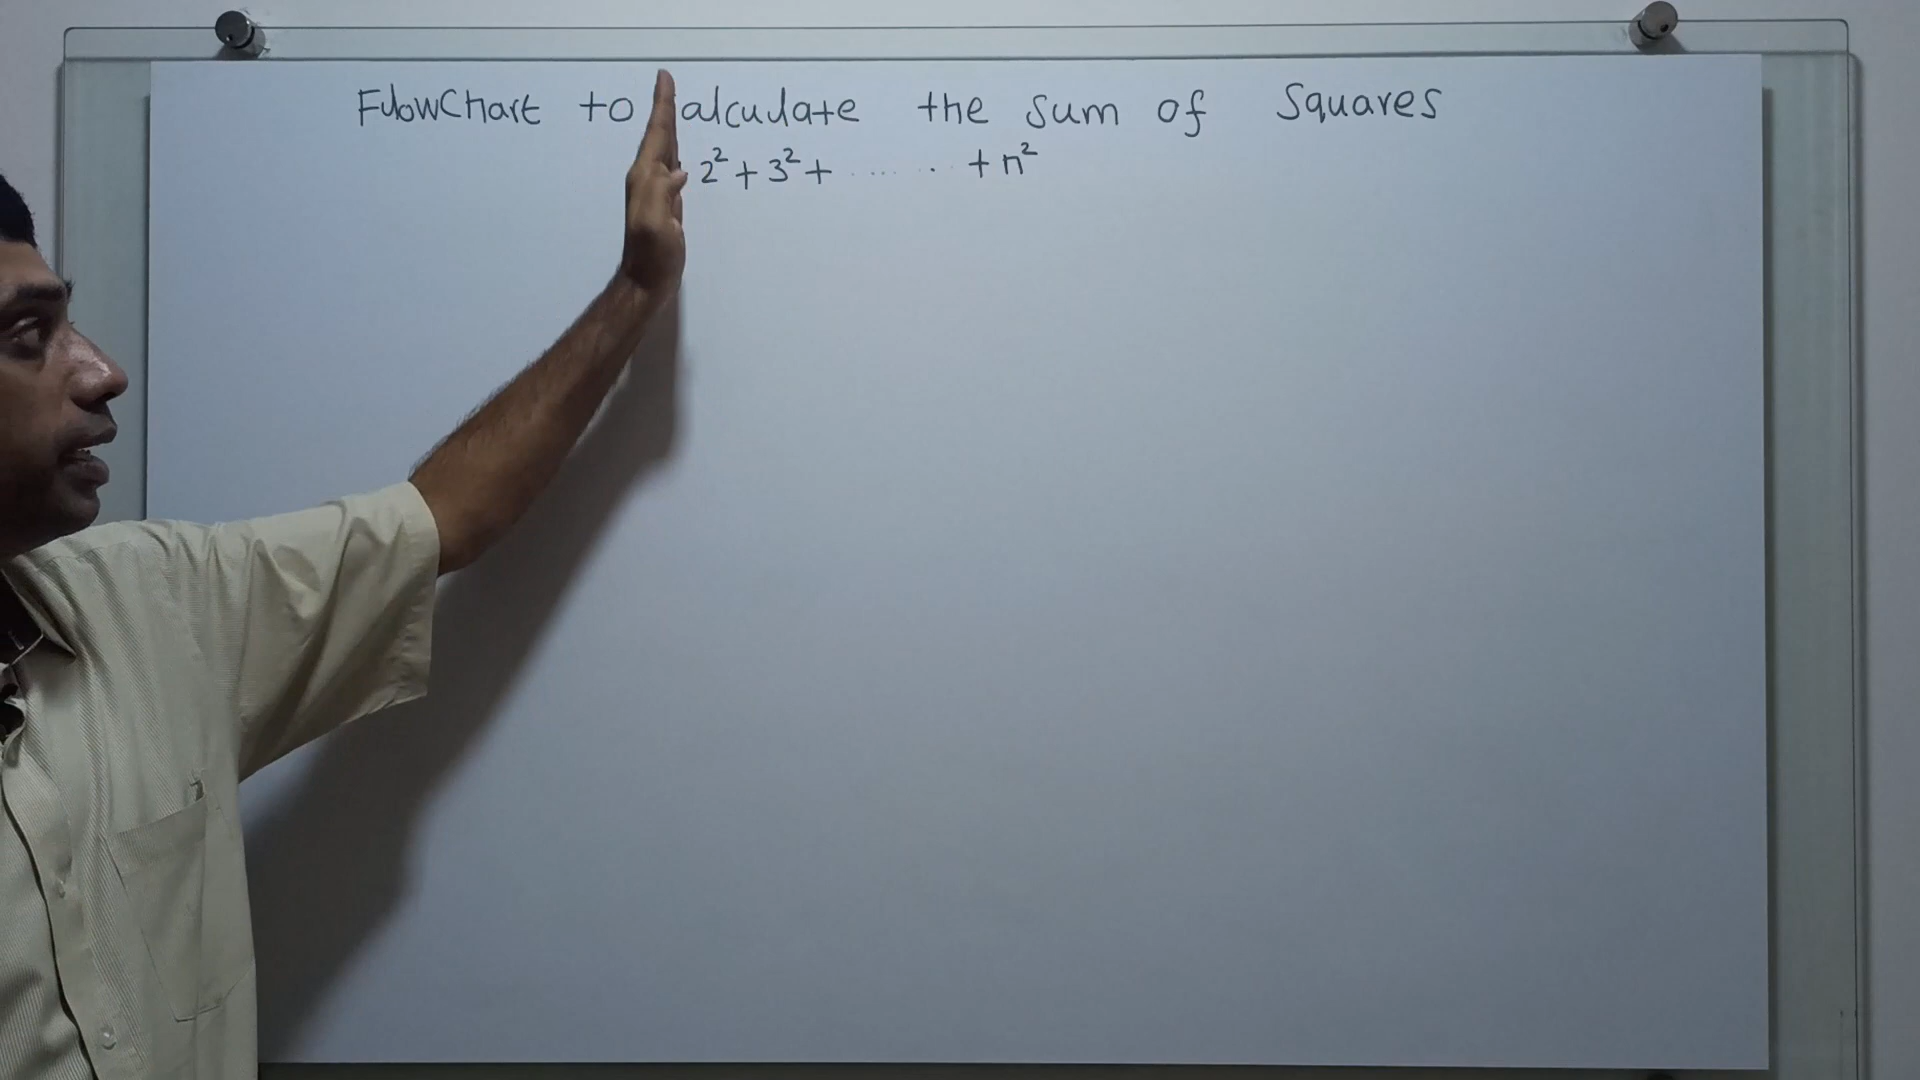 FlowChart to alculate the sum of Squares
2² + 3² + ...... . + n²